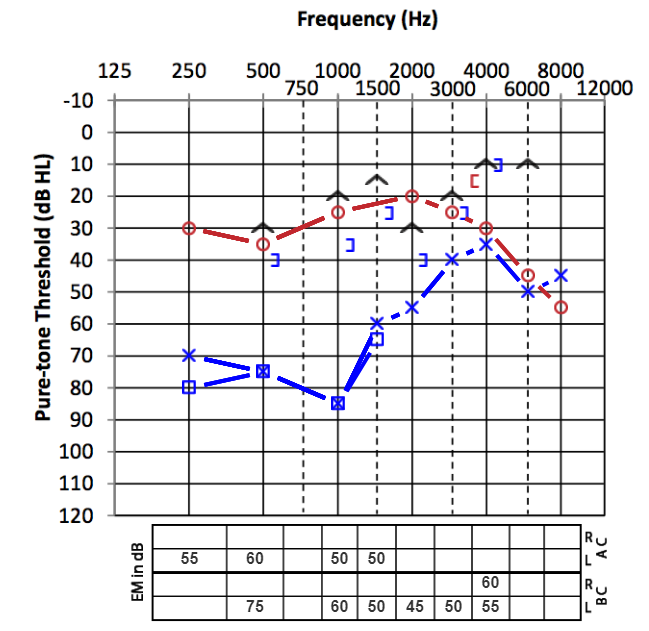 Frequency (Hz)
125 250 500 1000 2000 4000 8000
750 1500 3000 6000 12000
Pure-tone Threshold (dB HL)
-10
0
10
20
30
40
50
60
70
80
90
100
110
120
EM in dB
R
55 60 50 50 L
AC
60 R
75 60 50 45 50 55 L
BC